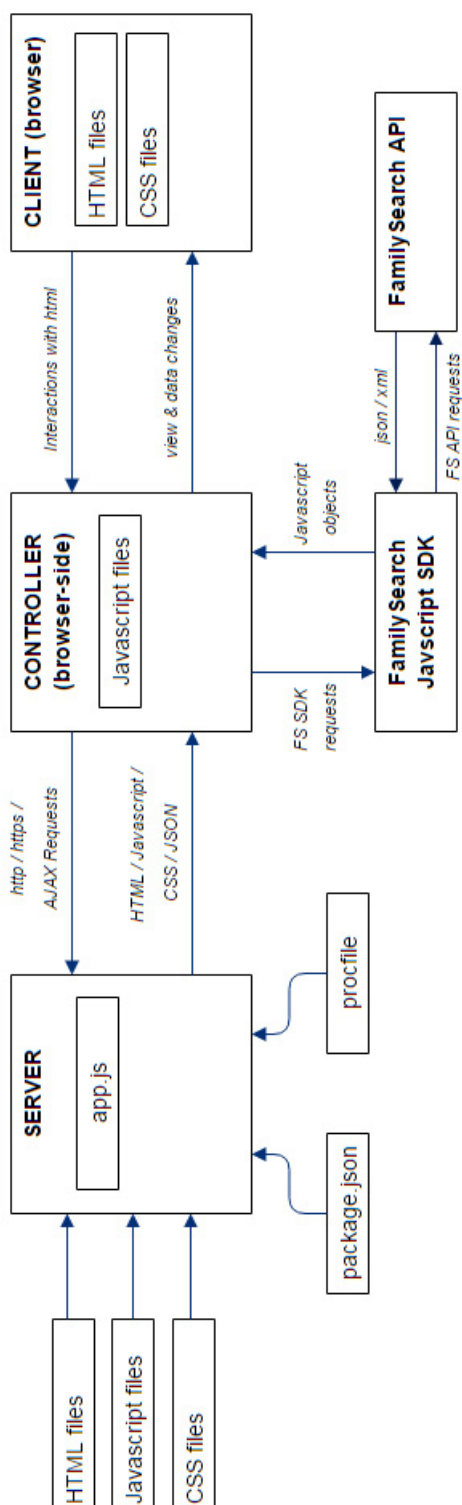 HTML files
Javascript files
CSS files
SERVER
app.js
package.json
procfile
http / https /
AJAX Requests
HTML / Javascript /
CSS / JSON
CONTROLLER
(browser-side)
Javascript files
FS SDK
requests
Javascript
objects
FamilySearch
Javscript SDK
Interactions with html
view & data changes
CLIENT (browser)
HTML files
CSS files
json / xml
FS API requests
FamilySearch API